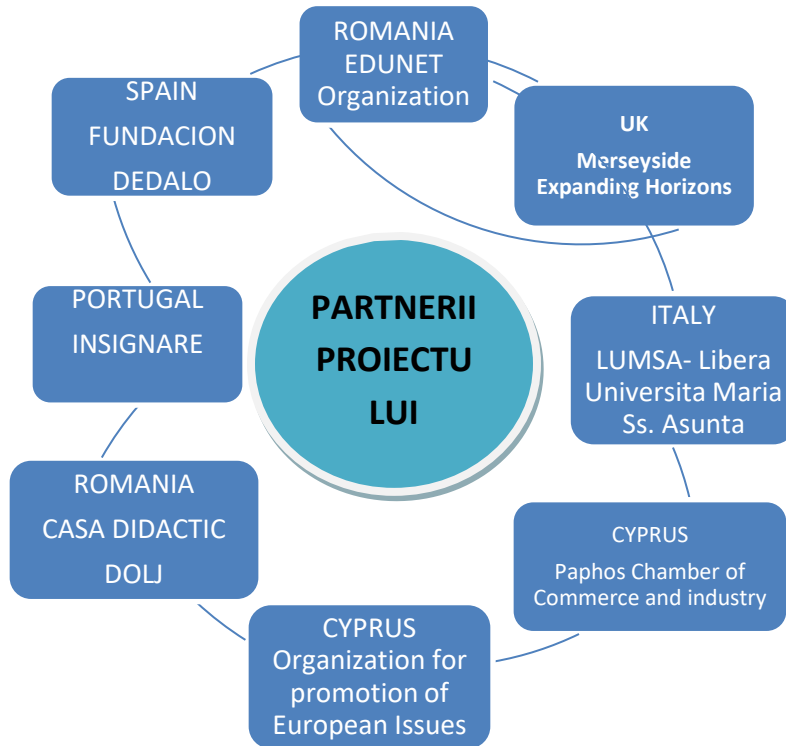 ROMANIA
EDUNET
Organization
UK
Merseyside
Expanding Horizons
ITALY
LUMSA- Libera
Universita Maria
Ss. Asunta
CYPRUS
Paphos Chamber of
Commerce and industry
CYPRUS
Organization for
promotion of
European Issues
ROMANIA
CASA DIDACTIC
DOLJ
PORTUGAL
INSIGNARE
SPAIN
FUNDACION
DEDALO
PARTNERII
PROIECTU
LUI